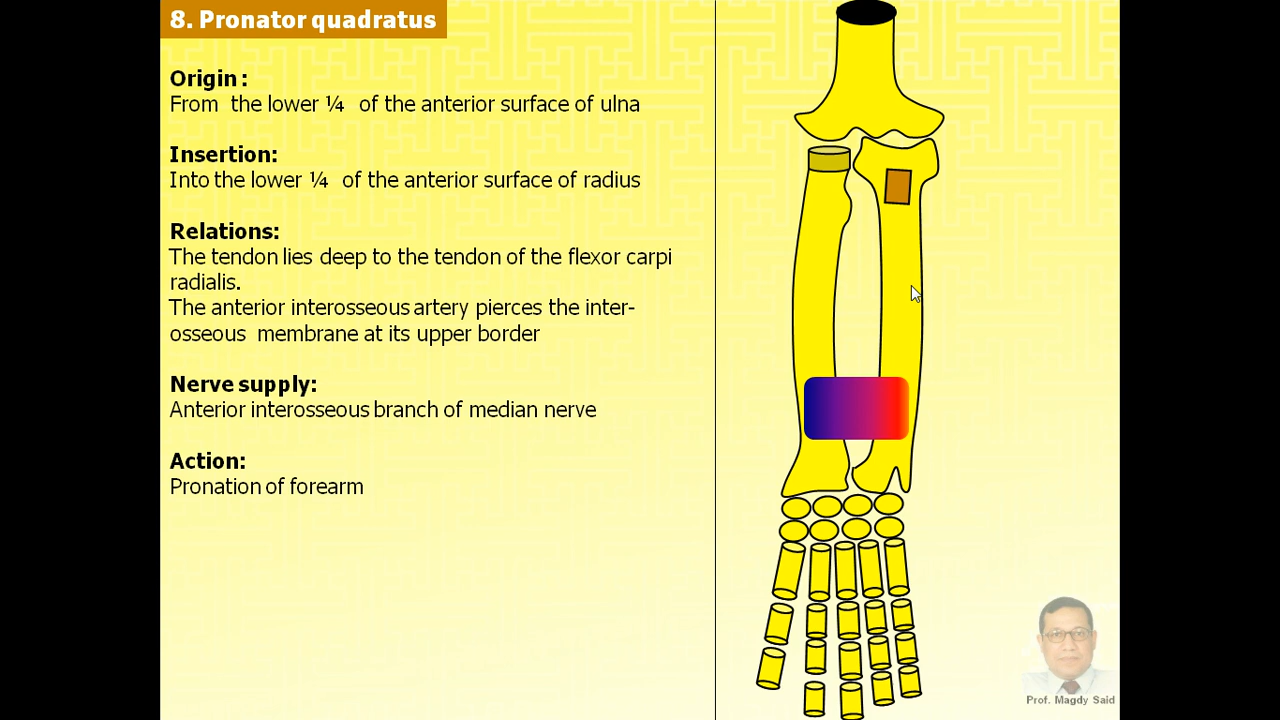 8. Pronator quadratus
Origin :
From the lower ¼ of the anterior surface of ulna
Insertion:
Into the lower ¼ of the anterior surface of radius
Relations:
The tendon lies deep to the tendon of the flexor carpi
radialis.
The anterior interosseous artery pierces the inter-
osseous membrane at its upper border
Nerve supply:
Anterior interosseous branch of median nerve
Action:
Pronation of forearm
Prof. Magdy Said